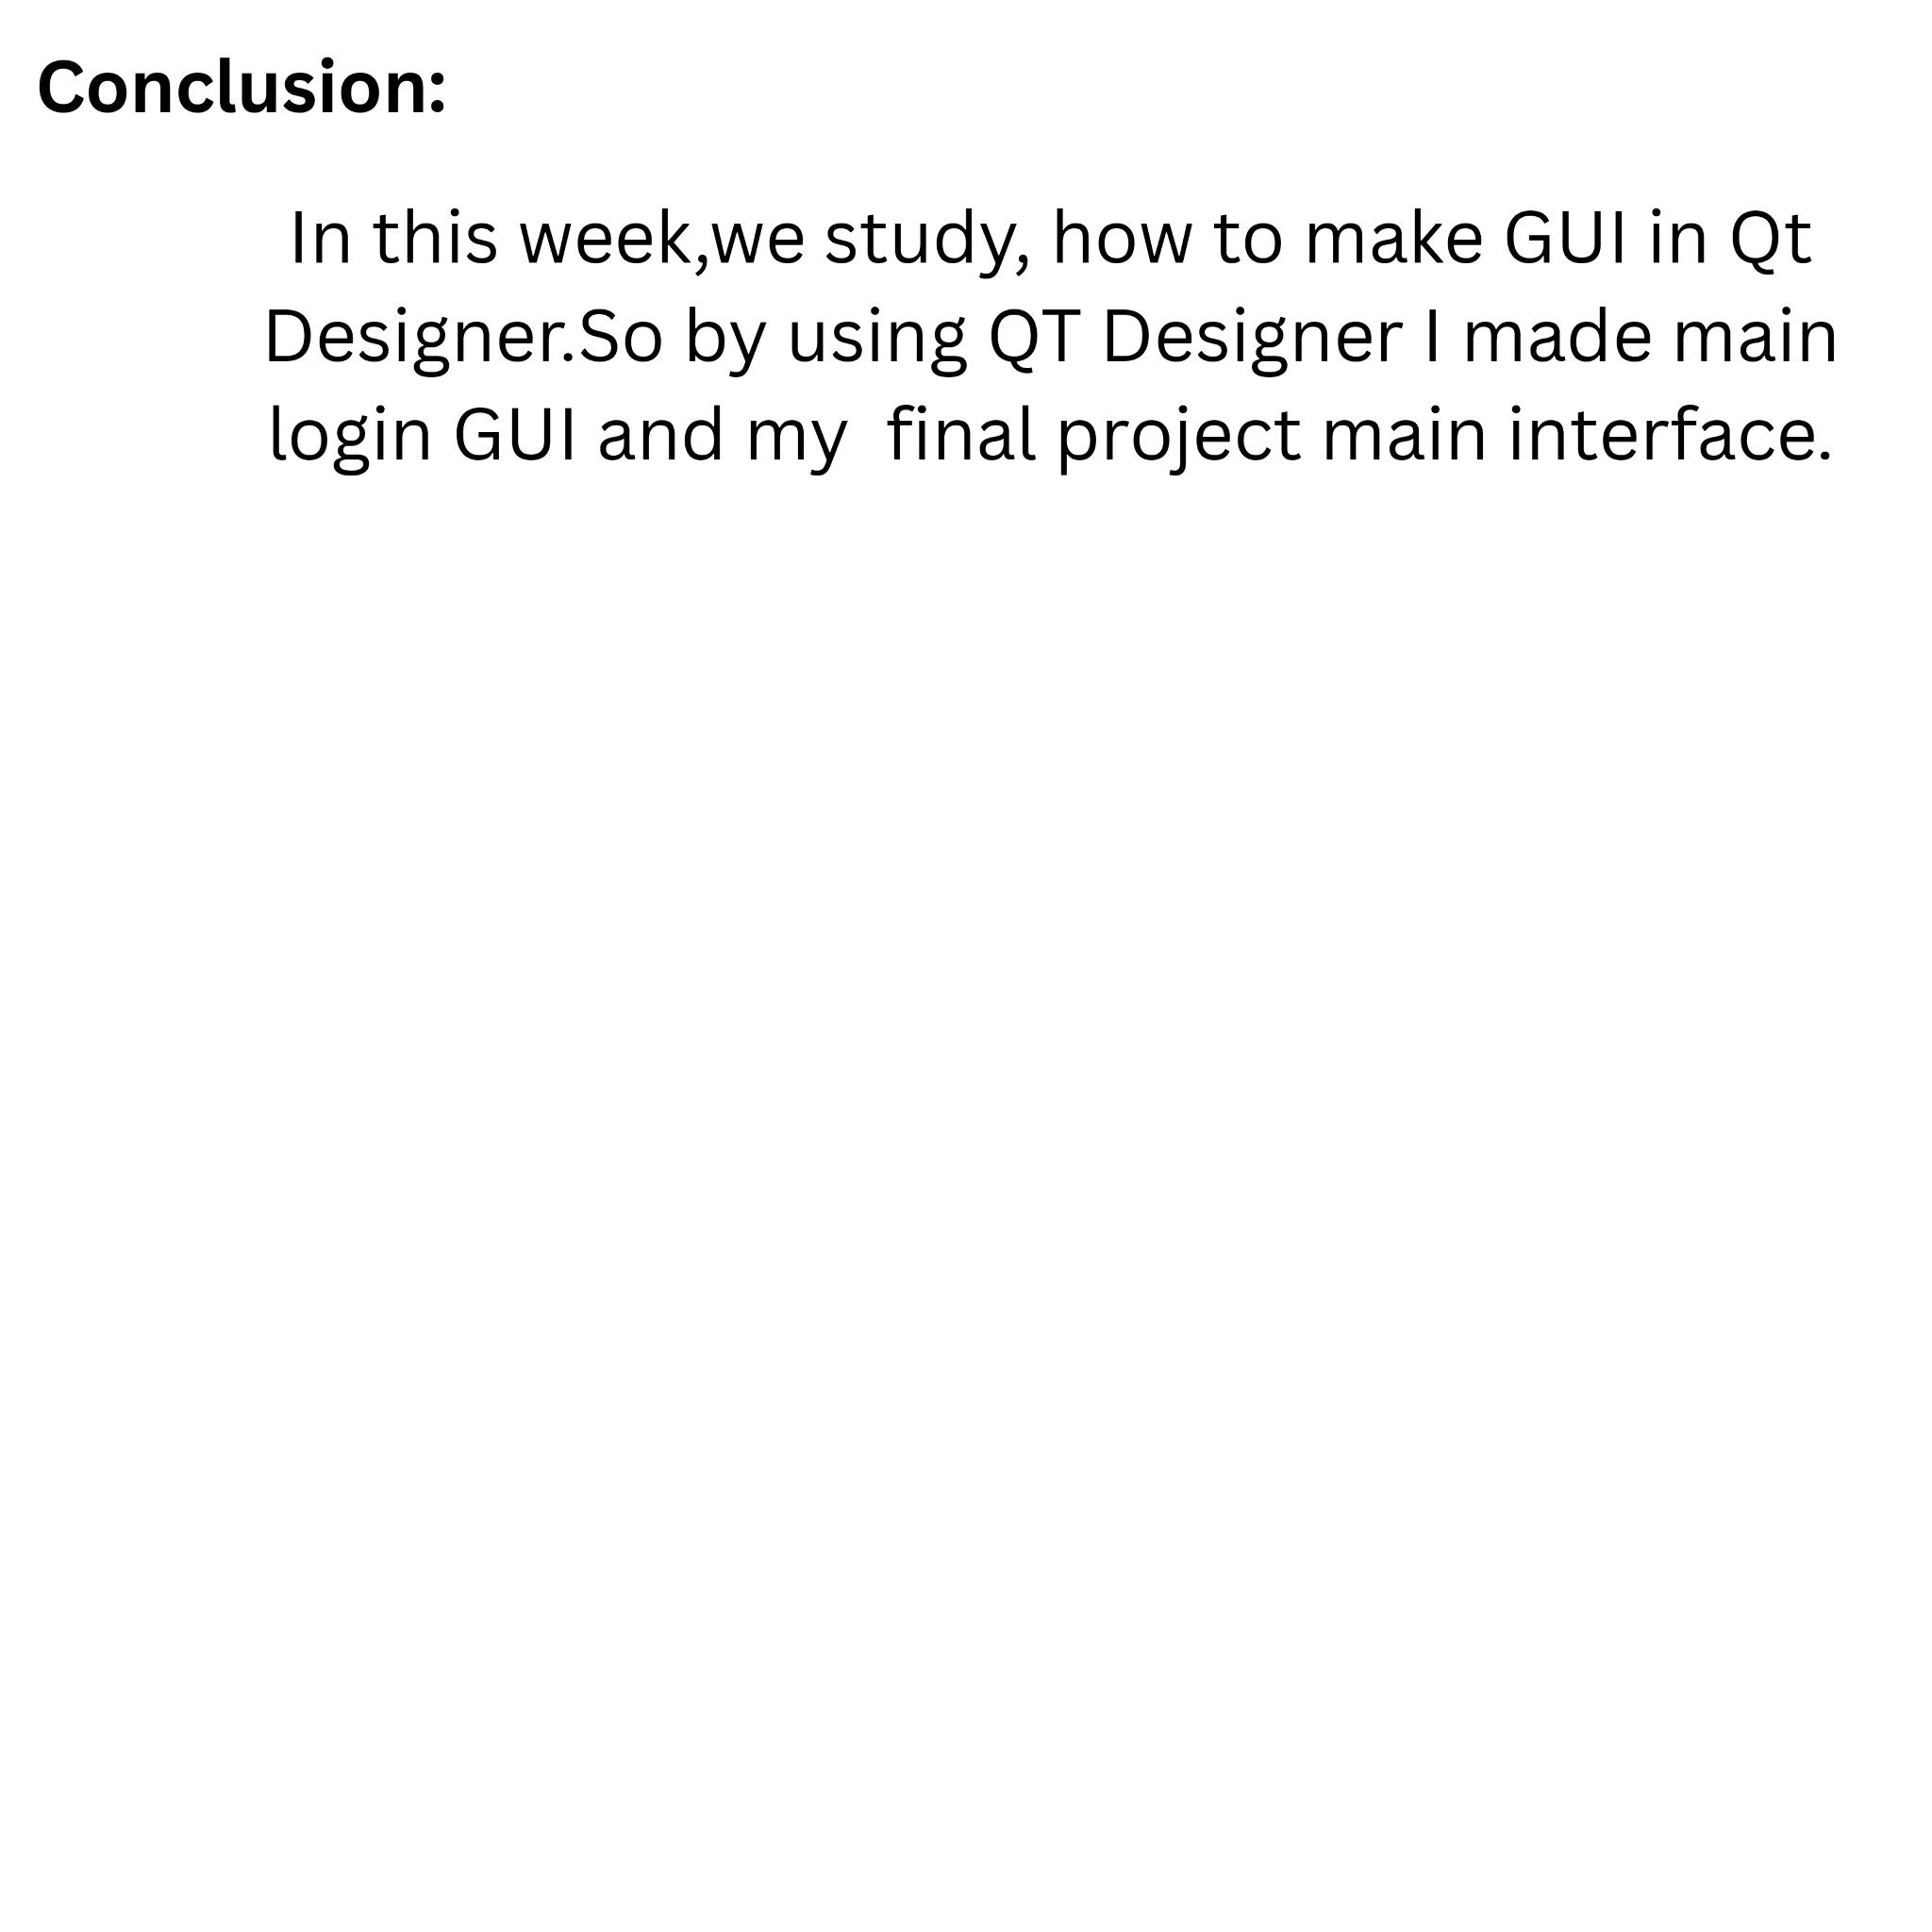 Conclusion:
In this week,we study, how to make GUI in Qt
Designer.So by using QT Designer I made main
login GUI and my final project main interface.